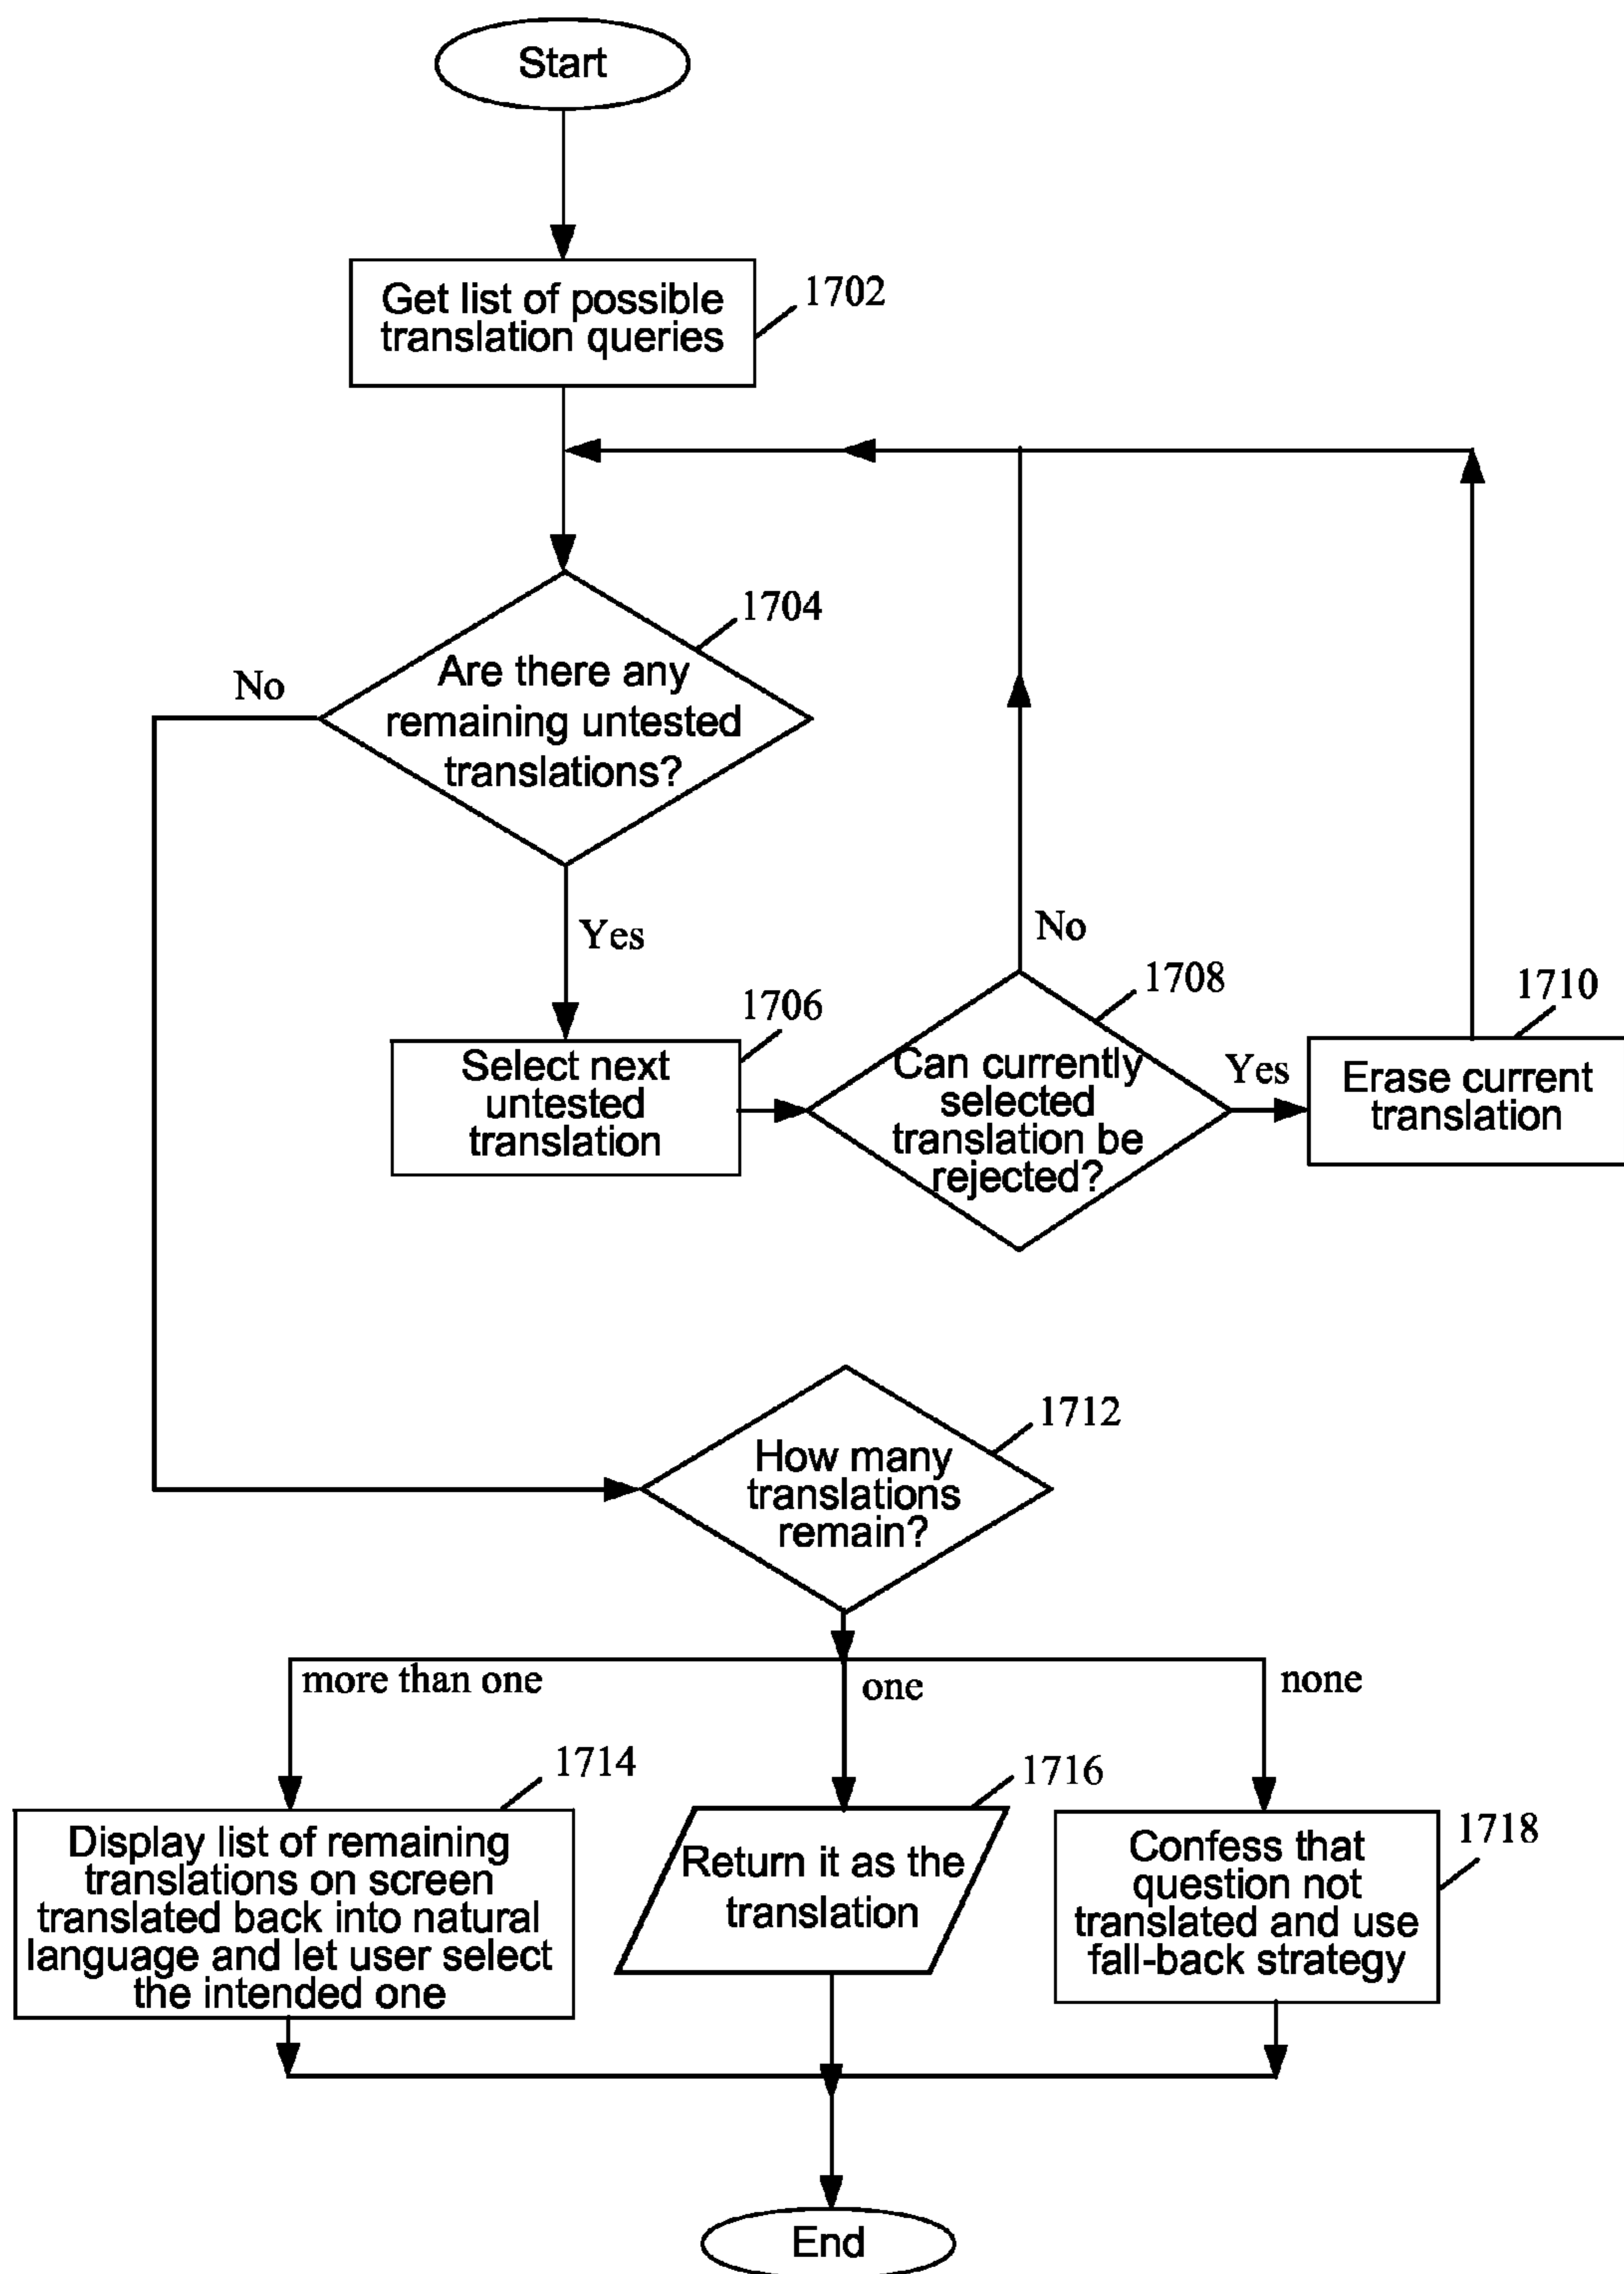 Start
Get list of possible
translation queries
1702
1704
Are there any
remaining untested
translations?
No
Yes
No
1706
Select next
untested
translation
1708
Can currently
selected
translation be
rejected?
Yes
1710
Erase current
translation
1712
How many
translations
remain?
more than one
one
none
1714
Display list of remaining
translations on screen
translated back into natural
language and let user select
the intended one
1716
Return it as the
translation
1718
Confess that
question not
translated and use
fall-back strategy
End